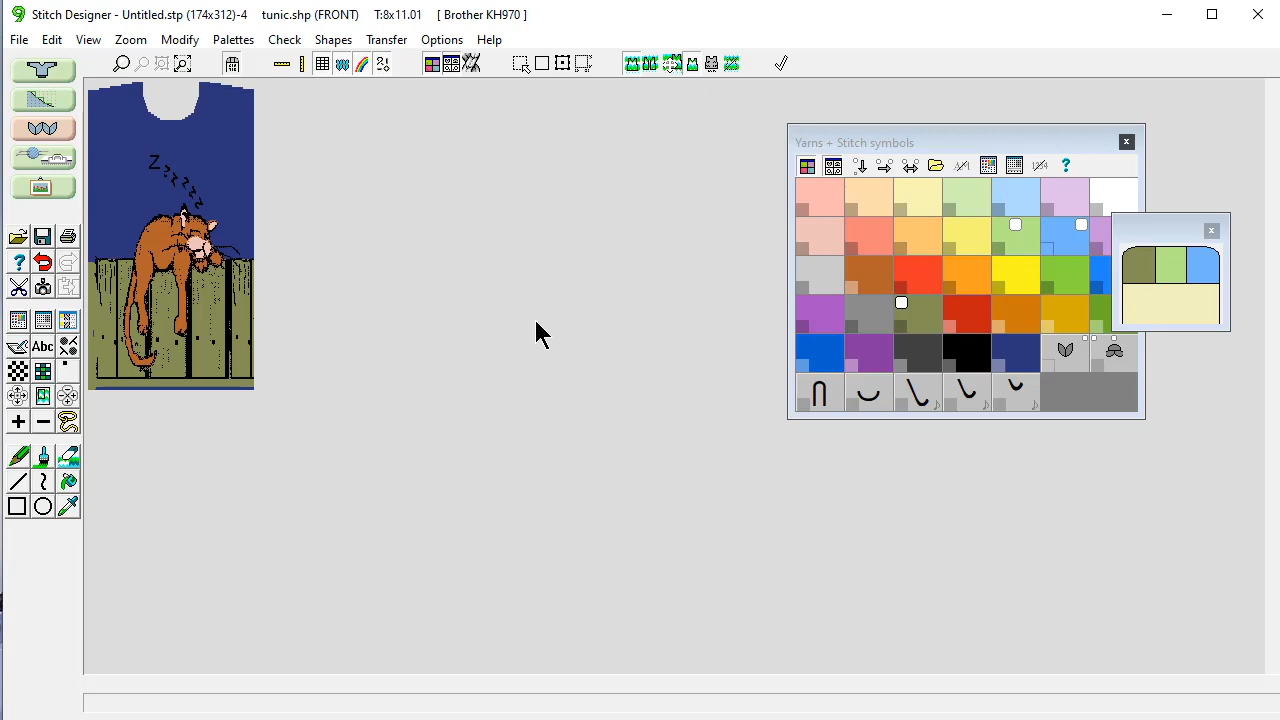 Stitch Designer - Untitled.stp (174x312)-4 tunic.shp (FRONT) T:8x11.01 [ Brother KH970 ]
File Edit View Zoom Modify Palettes Check Shapes Transfer Options Help
Yarns + Stitch symbols
Z z z z z z z
Abc